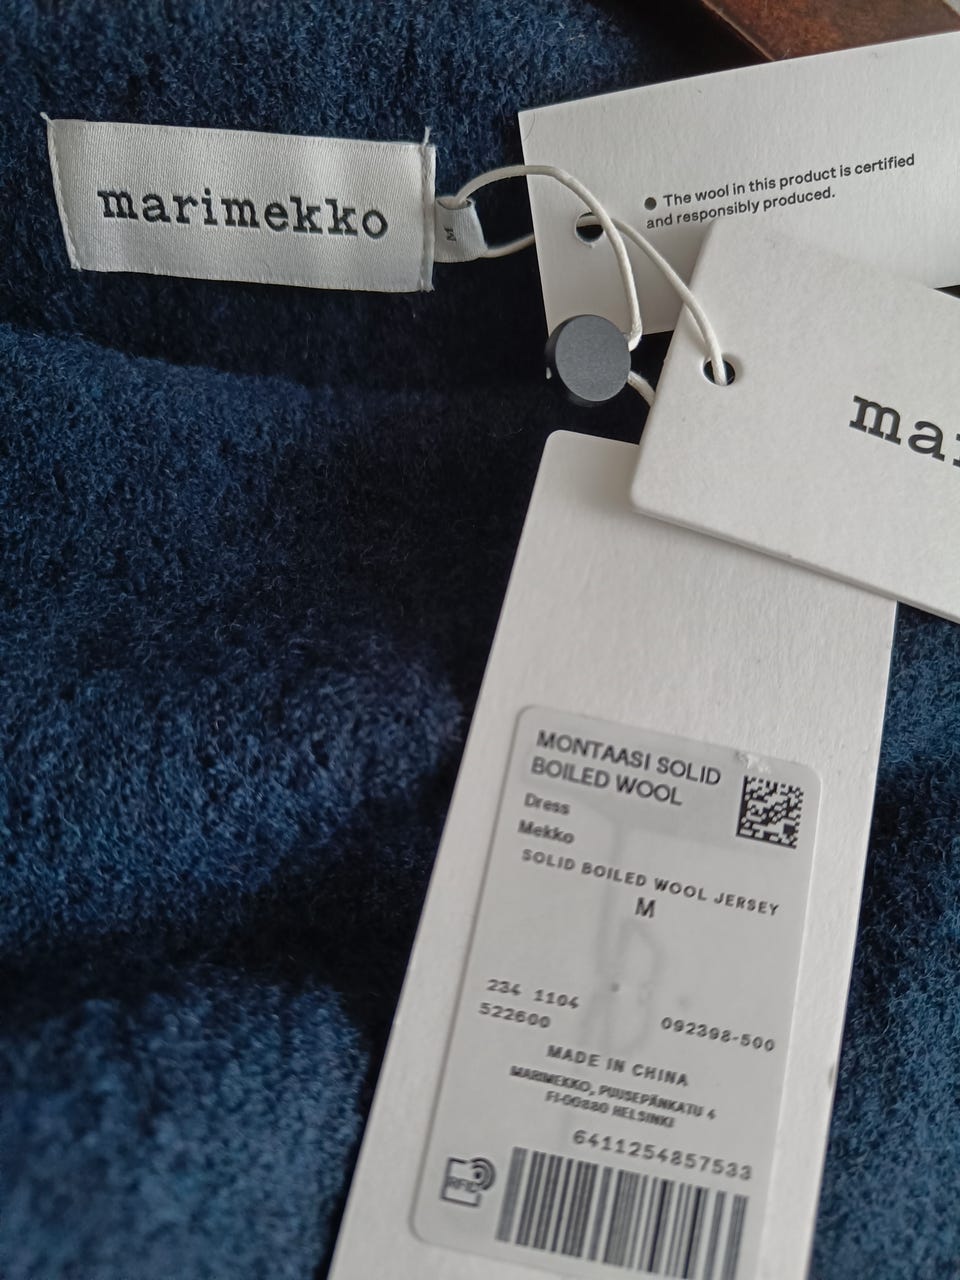 marimekko
M
● The wool in this product is certified
and responsibly produced.
mar
MONTAASI SOLID
BOILED WOOL
Dress
Mekko
SOLID BOILED WOOL JERSEY
M
234 1104
522600
092398-500
MADE IN CHINA
MARIMEKKO, PUUSEPÄNKATU 4
FI-00880 HELSINKI
6411254857533
RFID